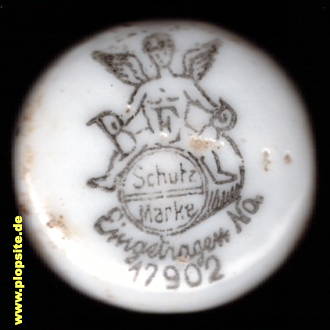 B E R
Schutz
Marke
Eingetragen No.
17902
www.plopsite.de